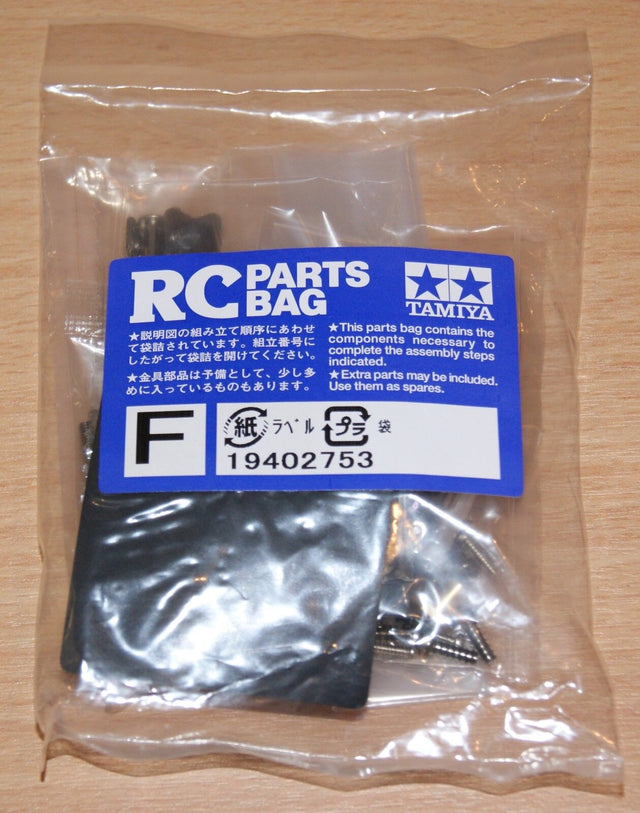 RC PARTS BAG
TAMIYA
★説明図の組み立て順序にあわせ
て袋詰されています。組立番号に
したがって袋詰を開けてください。
★金具部品は予備として、少し多
めに入っているものもあります。
★This parts bag contains the
components necessary to
complete the assembly steps
indicated.
★Extra parts may be included.
Use them as spares.
F
紙 ラベル プラ 袋
19402753